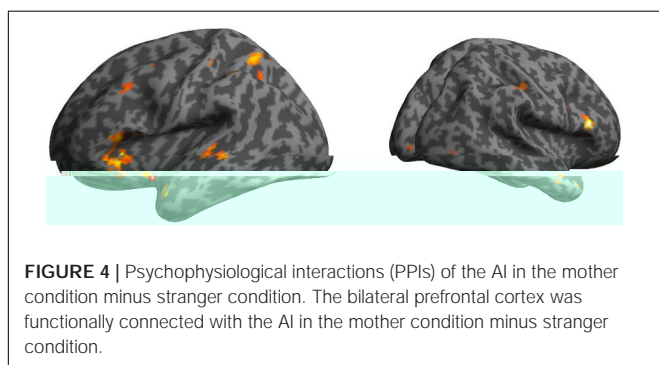 FIGURE 4 | Psychophysiological interactions (PPIs) of the AI in the mother
condition minus stranger condition. The bilateral prefrontal cortex was
functionally connected with the AI in the mother condition minus stranger
condition.